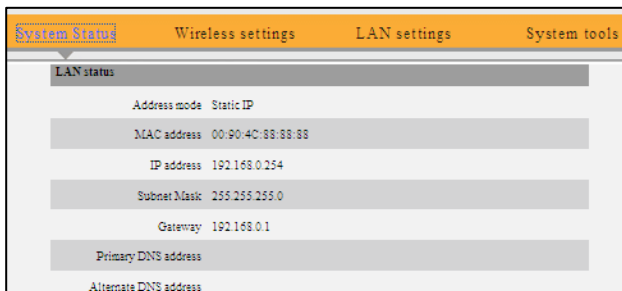 System Status Wireless settings LAN settings System tools
LAN status
Address mode Static IP
MAC address 00:90:4C:88:88:88
IP address 192.168.0.254
Subnet Mask 255.255.255.0
Gateway 192.168.0.1
Primary DNS address
Alternate DNS address